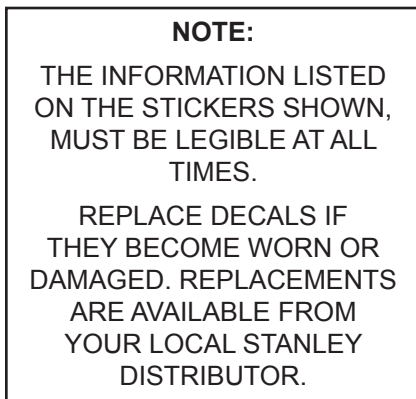 NOTE:
THE INFORMATION LISTED
ON THE STICKERS SHOWN,
MUST BE LEGIBLE AT ALL
TIMES.
REPLACE DECALS IF
THEY BECOME WORN OR
DAMAGED. REPLACEMENTS
ARE AVAILABLE FROM
YOUR LOCAL STANLEY
DISTRIBUTOR.